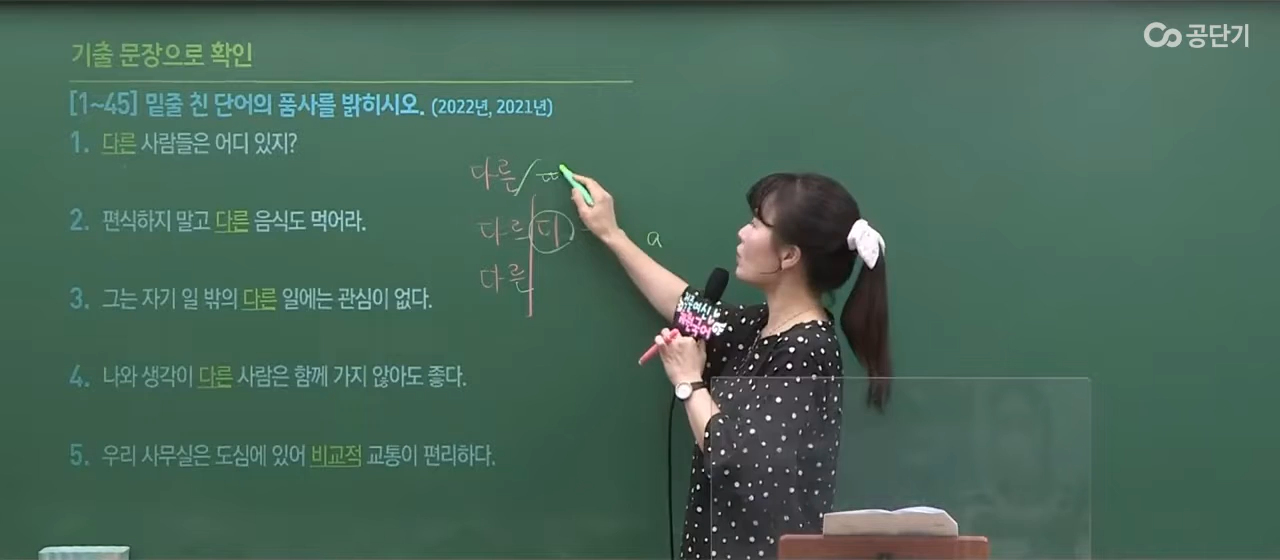 공단기
기출 문장으로 확인
[1~45] 밑줄 친 단어의 품사를 밝히시오. (2022년, 2021년)
1. 다른 사람들은 어디 있지?
다른/
2. 편식하지 말고 다른 음식도 먹어라.
다르다
a
다른
3. 그는 자기 일 밖의 다른 일에는 관심이 없다.
4. 나와 생각이 다른 사람은 함께 가지 않아도 좋다.
5. 우리 사무실은 도심에 있어 비교적 교통이 편리하다.